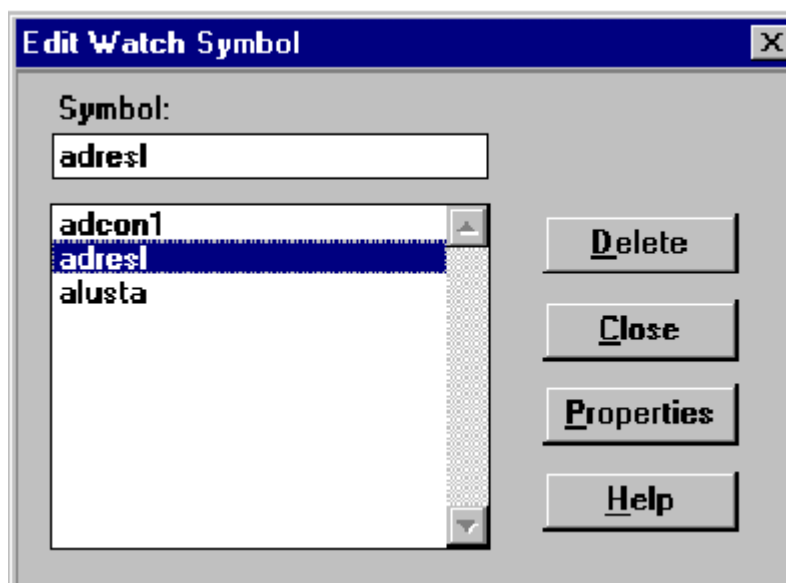 Edit Watch Symbol
Symbol:
adresl
adcon1
adresl
alusta
Delete
Close
Properties
Help